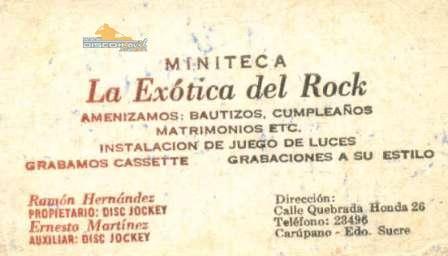 MINITECA
La Exótica del Rock
AMENIZAMOS: BAUTIZOS, CUMPLEAÑOS
MATRIMONIOS ETC.
INSTALACION DE JUEGO DE LUCES
GRABAMOS CASSETTE GRABACIONES A SU ESTILO
Ramón Hernández
PROPIETARIO: DISC JOCKEY
Ernesto Martínez
AUXILIAR: DISC JOCKEY
Dirección:
Calle Quebrada Honda 26
Teléfono: 23496
Carúpano - Edo. Sucre